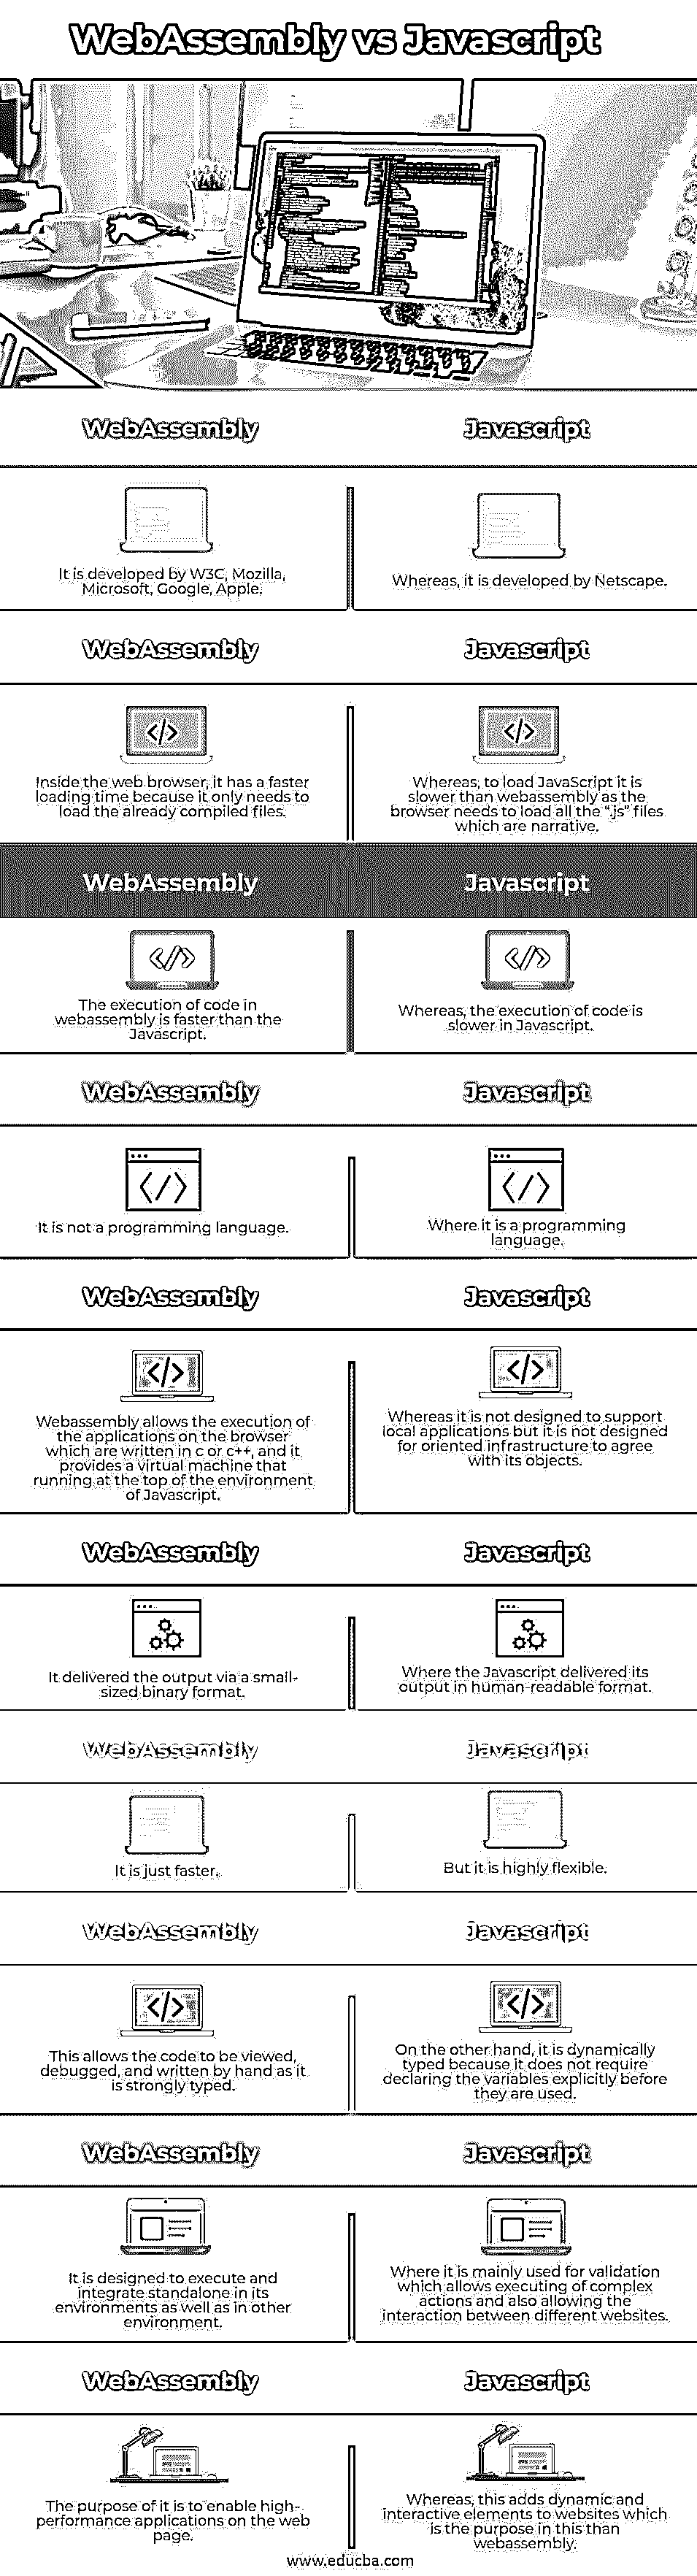 WebAssembly vs Javascript
WebAssembly
Javascript
It is developed by W3C, Mozilla,
Microsoft, Google, Apple.
Whereas, it is developed by Netscape.
WebAssembly
Javascript
Inside the web browser, it has a faster
loading time because it only needs to
load the already compiled files.
Whereas, to load JavaScript it is
slower than webassembly as the
browser needs to load all the “.js” files
which are narrative.
WebAssembly
Javascript
The execution of code in
webassembly is faster than the
Javascript.
Whereas, the execution of code is
slower in Javascript.
WebAssembly
Javascript
It is not a programming language.
Where it is a programming
language.
WebAssembly
Javascript
Webassembly allows the execution of
the applications on the browser
which are written in c or c++, and it
provides a virtual machine that
running at the top of the environment
of Javascript.
Whereas it is not designed to support
local applications but it is not designed
for oriented infrastructure to agree
with its objects.
WebAssembly
Javascript
It delivered the output via a small-
sized binary format.
Where the Javascript delivered its
output in human-readable format.
WebAssembly
Javascript
It is just faster.
But it is highly flexible.
WebAssembly
Javascript
This allows the code to be viewed,
debugged, and written by hand as it
is strongly typed.
On the other hand, it is dynamically
typed because it does not require
declaring the variables explicitly before
they are used.
WebAssembly
Javascript
It is designed to execute and
integrate standalone in its
environments as well as in other
environment.
Where it is mainly used for validation
which allows executing of complex
actions and also allowing the
interaction between different websites.
WebAssembly
Javascript
The purpose of it is to enable high-
performance applications on the web
page.
Whereas, this adds dynamic and
interactive elements to websites which
is the purpose in this than
webassembly.
www.educba.com